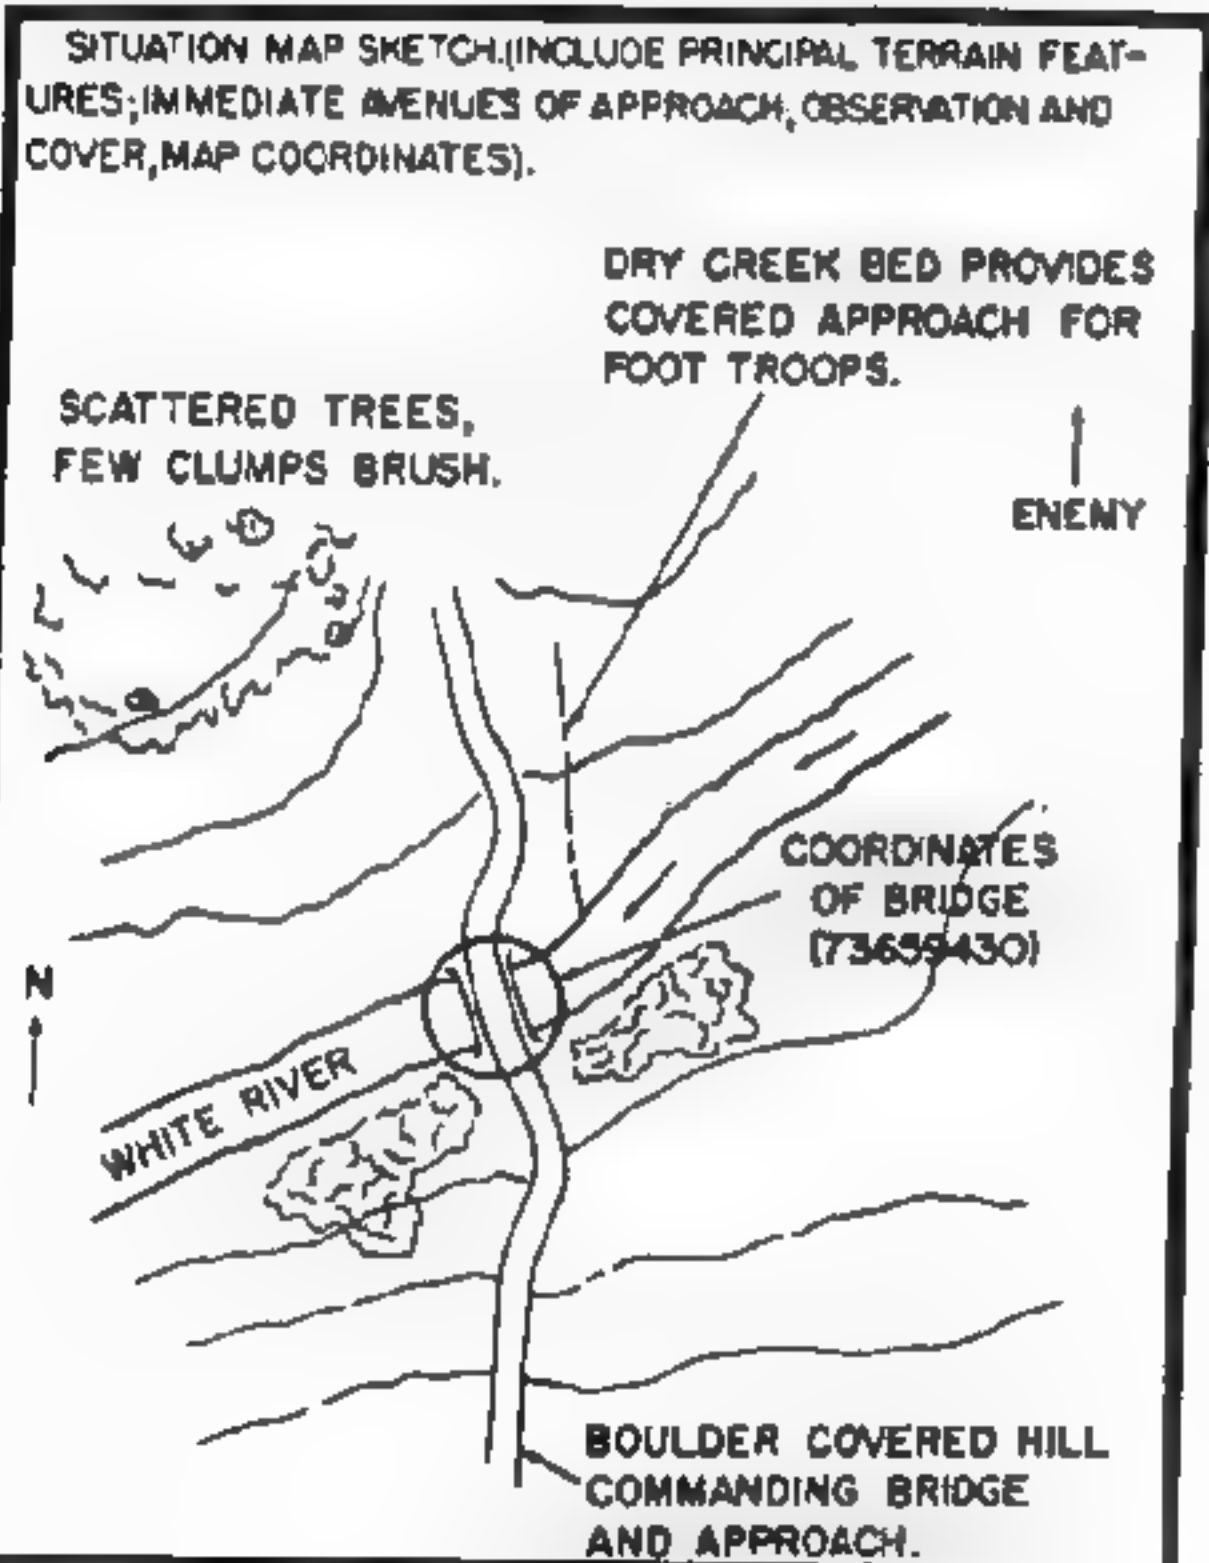 SITUATION MAP SKETCH.(INCLUDE PRINCIPAL TERRAIN FEAT-
URES; IMMEDIATE AVENUES OF APPROACH, OBSERVATION AND
COVER, MAP COORDINATES).
DRY CREEK BED PROVIDES
COVERED APPROACH FOR
FOOT TROOPS.
SCATTERED TREES,
FEW CLUMPS BRUSH.
ENEMY
COORDINATES
OF BRIDGE
(73659430)
N
WHITE RIVER
BOULDER COVERED HILL
COMMANDING BRIDGE
AND APPROACH.